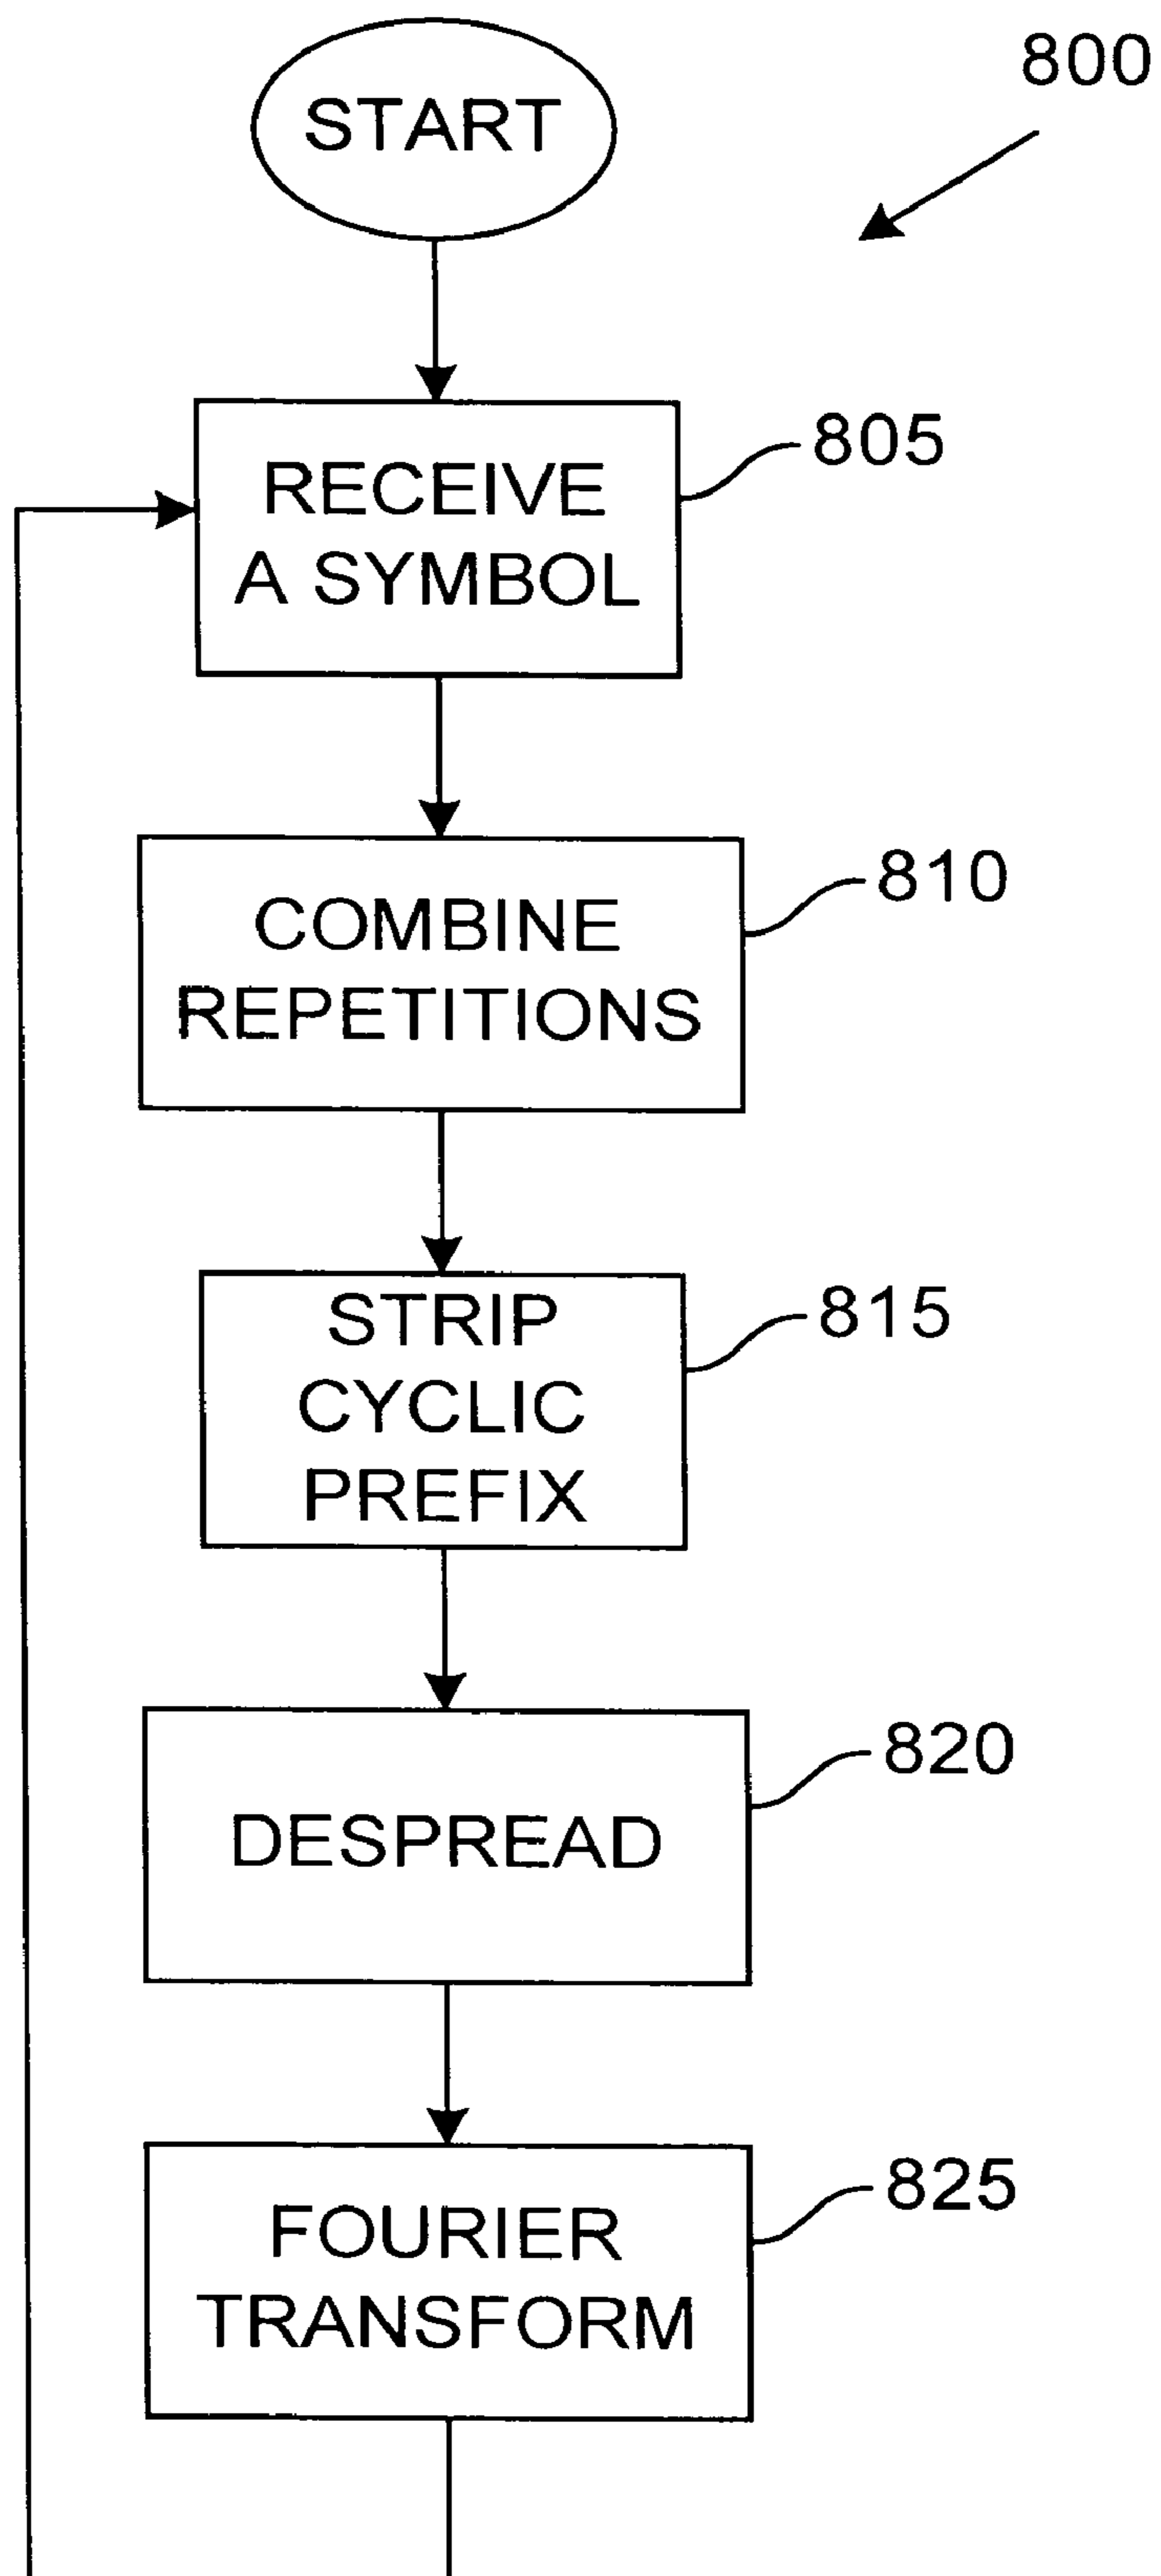 800
START
805
RECEIVE
A SYMBOL
810
COMBINE
REPETITIONS
815
STRIP
CYCLIC
PREFIX
820
DESPREAD
825
FOURIER
TRANSFORM